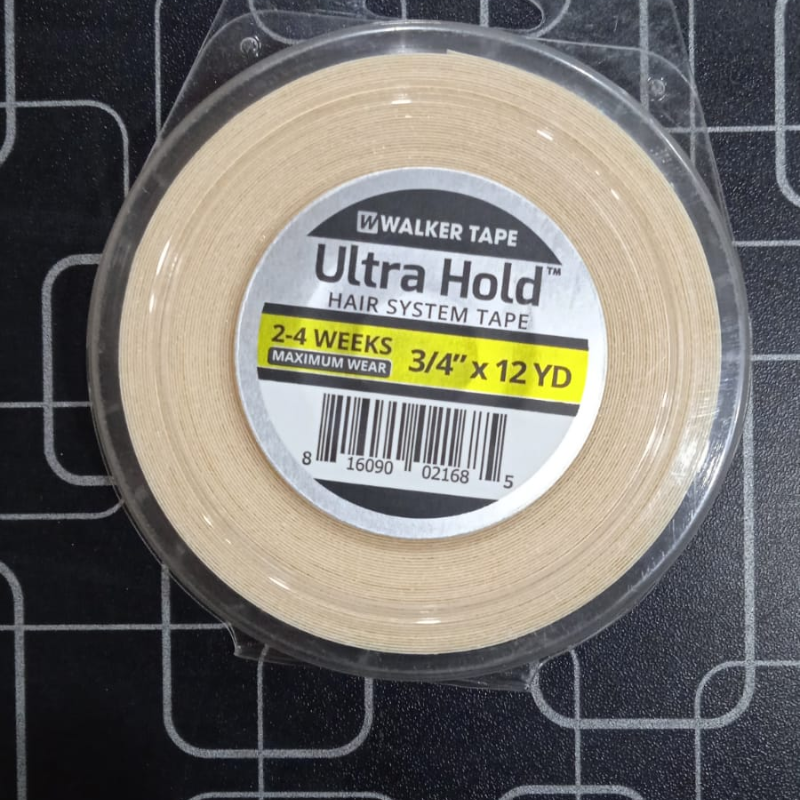 WALKER TAPE
Ultra Hold™
HAIR SYSTEM TAPE
2-4 WEEKS
MAXIMUM WEAR
3/4" x 12 YD
8 16090 02168 5